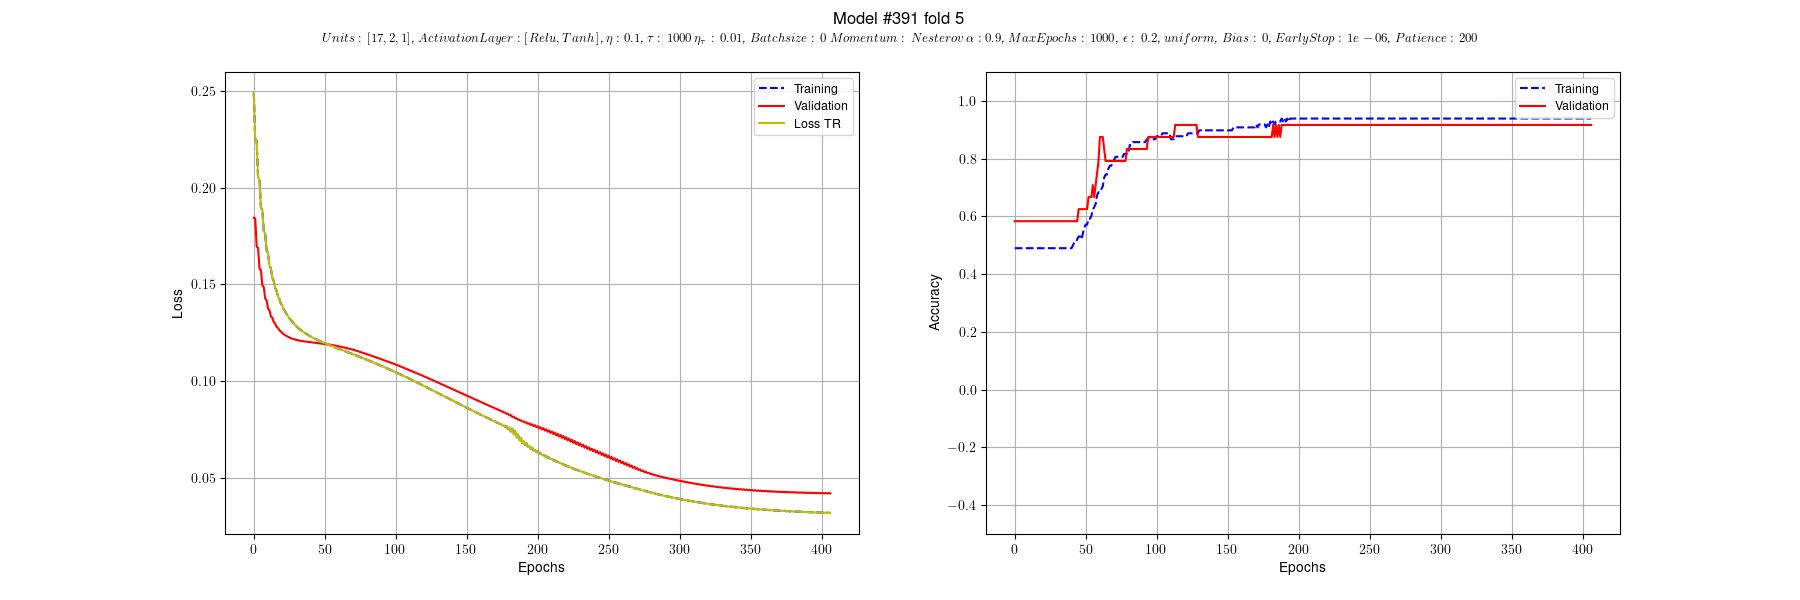 Model #391 fold 5
Units : [17, 2, 1], ActivationLayer : [Relu, Tanh], η : 0.1, τ : 1000 η_τ : 0.01, Batchsize : 0 Momentum : Nesterov α : 0.9, MaxEpochs : 1000, ϵ : 0.2, uniform, Bias : 0, EarlyStop : 1e − 06, Patience : 200
Loss
0.25
0.20
0.15
0.10
0.05
0 50 100 150 200 250 300 350 400
Epochs
Training
Validation
Loss TR
Accuracy
1.0
0.8
0.6
0.4
0.2
0.0
−0.2
−0.4
0 50 100 150 200 250 300 350 400
Epochs
Training
Validation